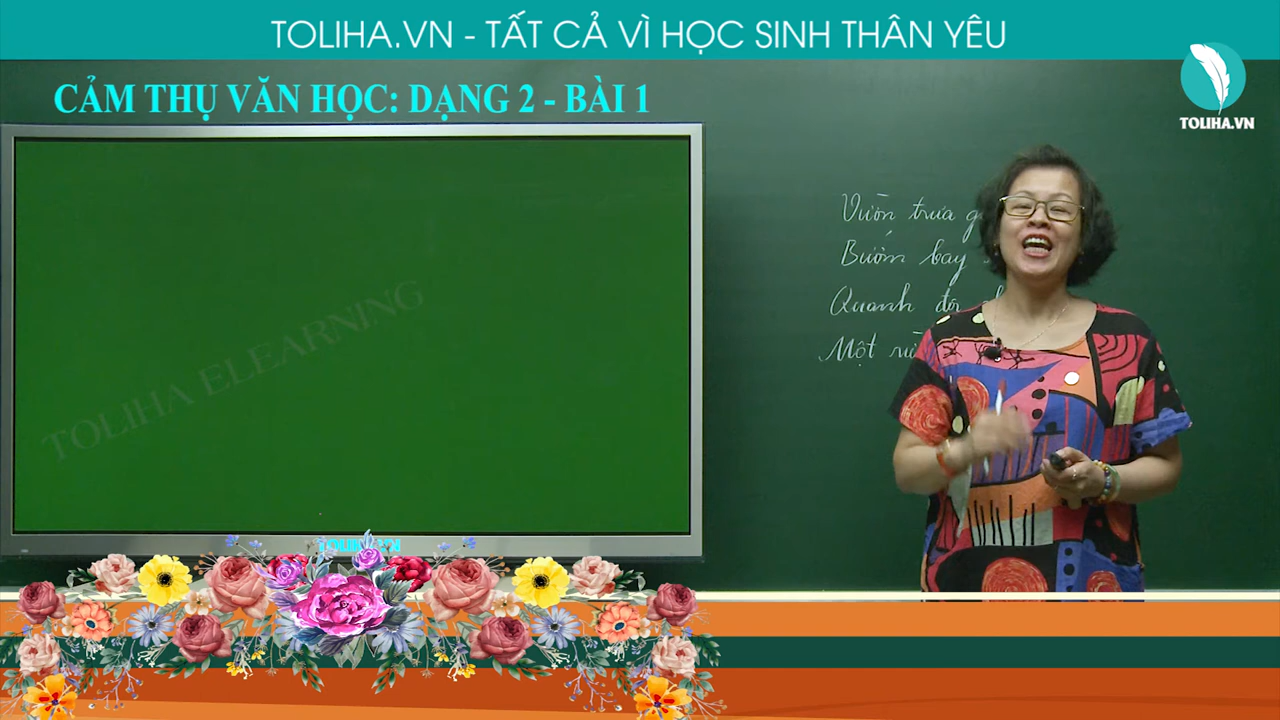 TOLIHA.VN - TẤT CẢ VÌ HỌC SINH THÂN YÊU
TOLIHA.VN
CẢM THỤ VĂN HỌC: DẠNG 2 - BÀI 1
Vườn trưa
Bướm bay
Quanh đôi
Một
TOLIHA ELEARNING